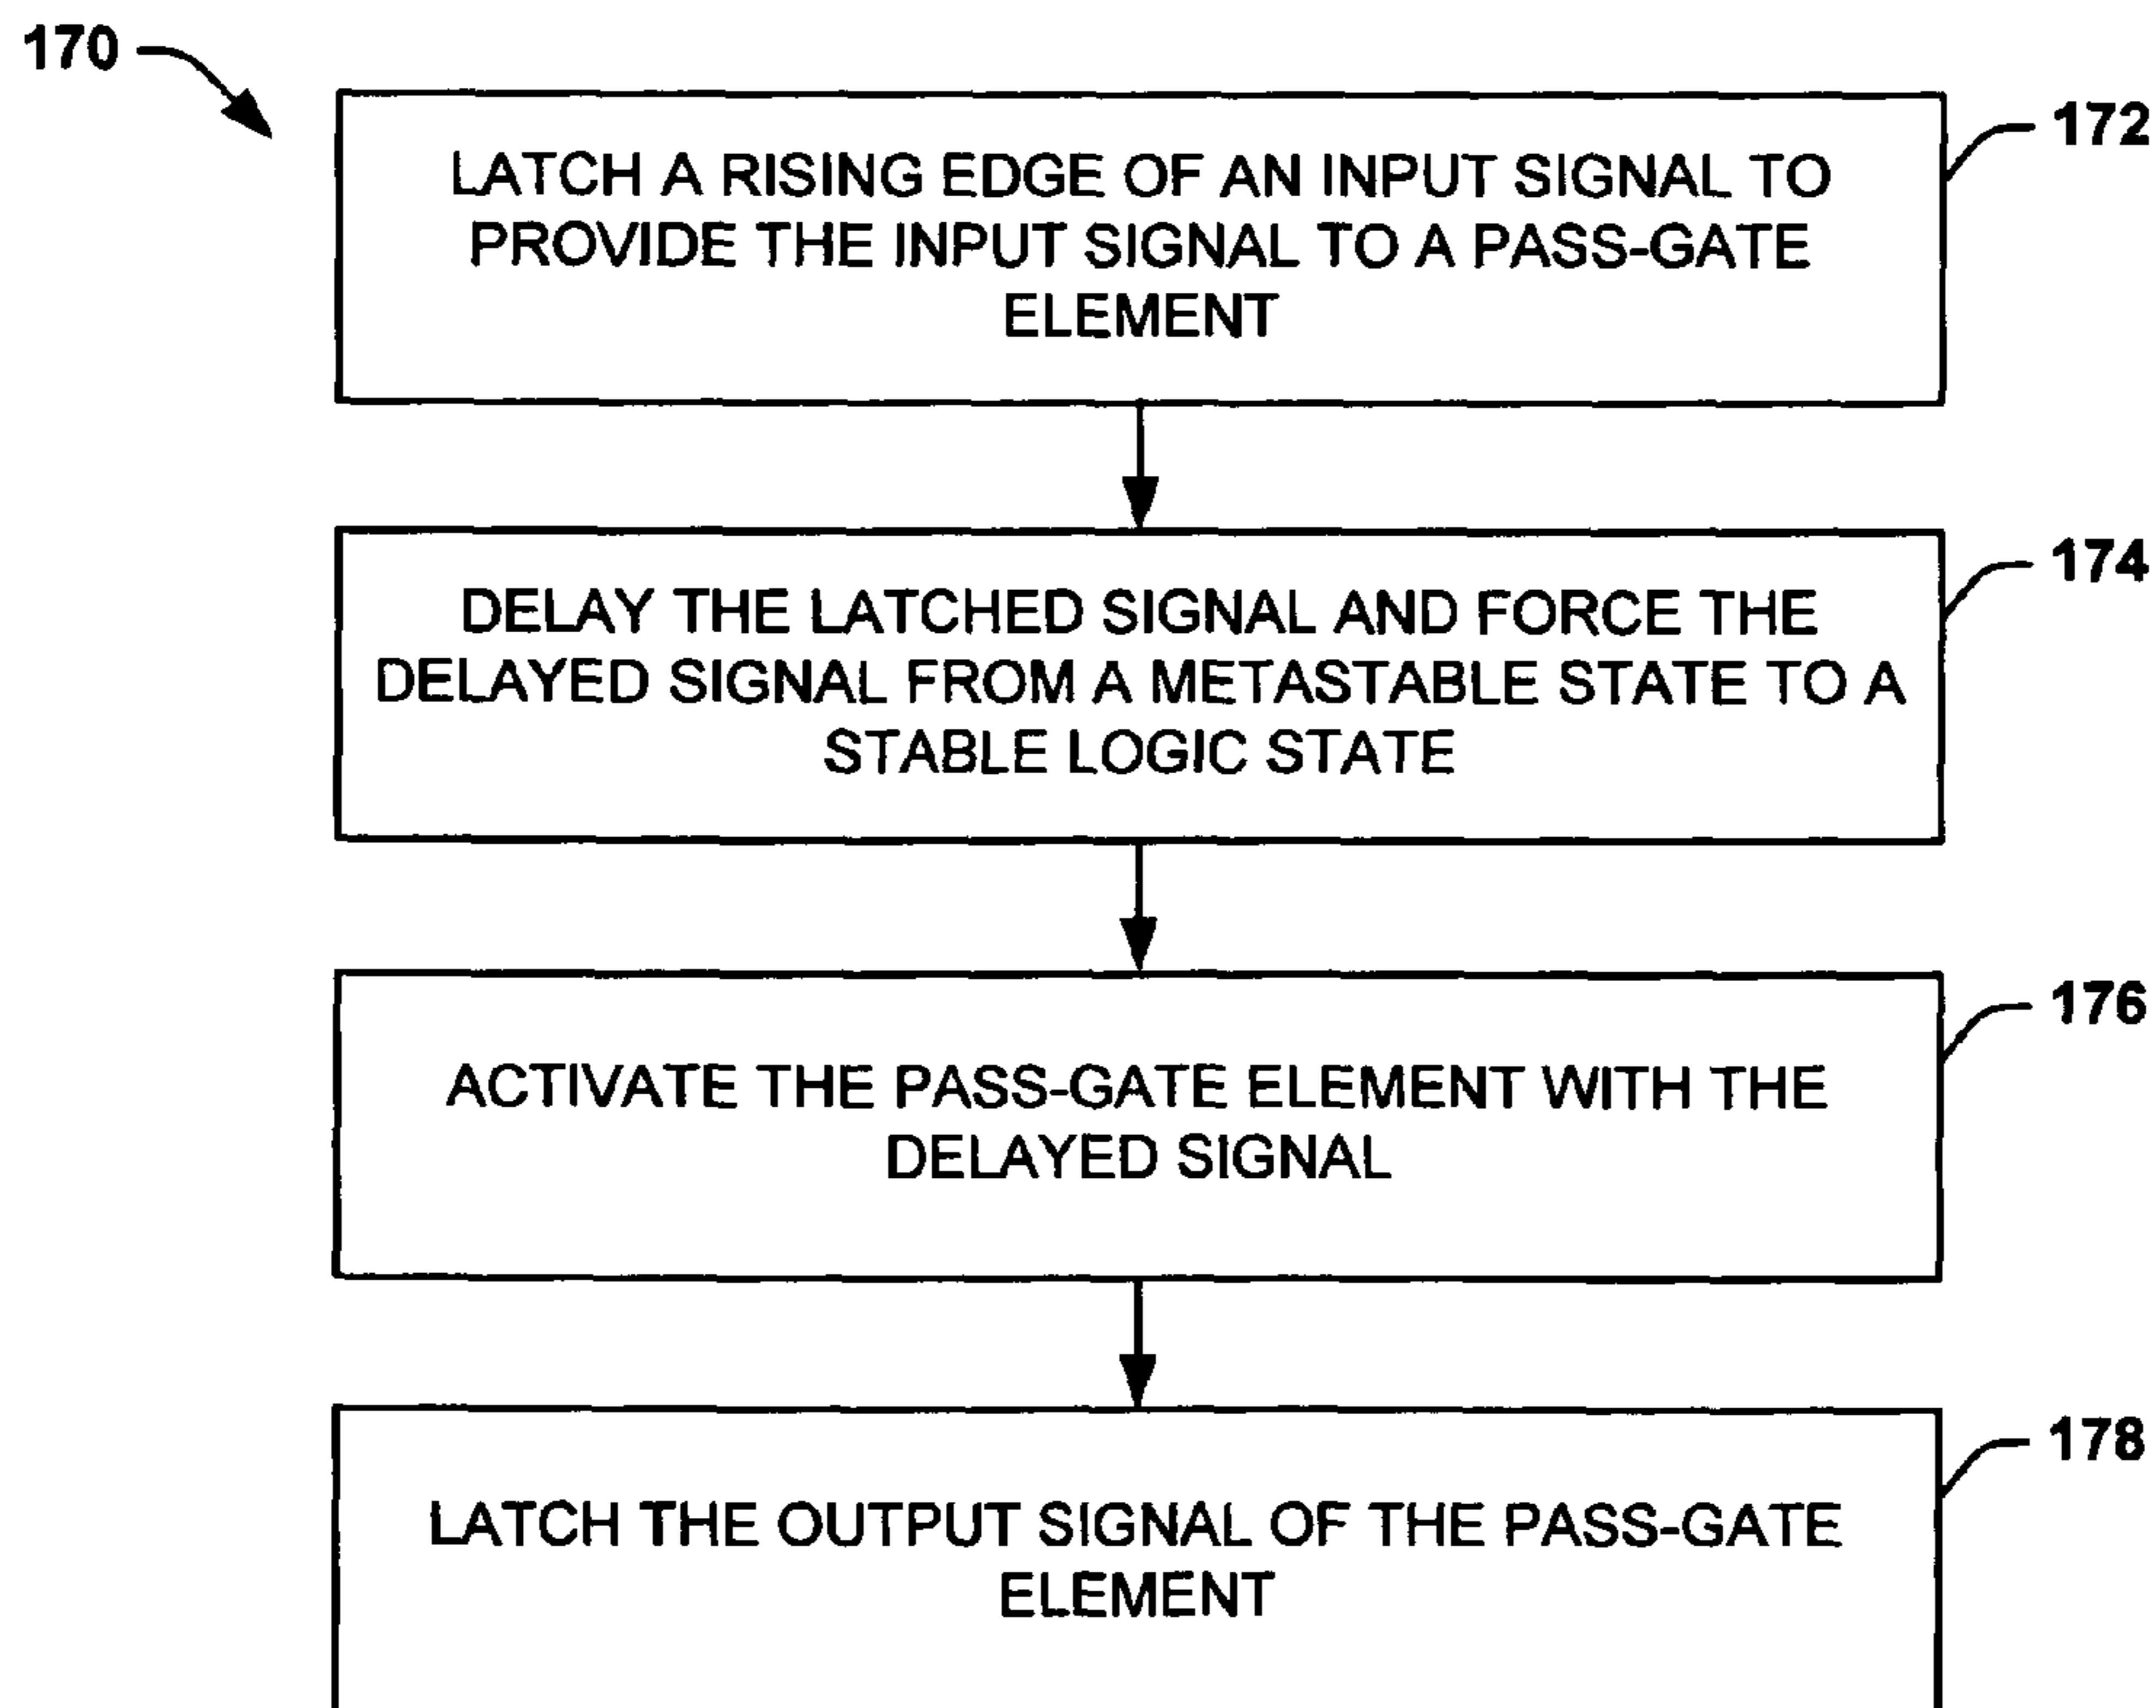 170
172
LATCH A RISING EDGE OF AN INPUT SIGNAL TO
PROVIDE THE INPUT SIGNAL TO A PASS-GATE
ELEMENT
174
DELAY THE LATCHED SIGNAL AND FORCE THE
DELAYED SIGNAL FROM A METASTABLE STATE TO A
STABLE LOGIC STATE
176
ACTIVATE THE PASS-GATE ELEMENT WITH THE
DELAYED SIGNAL
178
LATCH THE OUTPUT SIGNAL OF THE PASS-GATE
ELEMENT